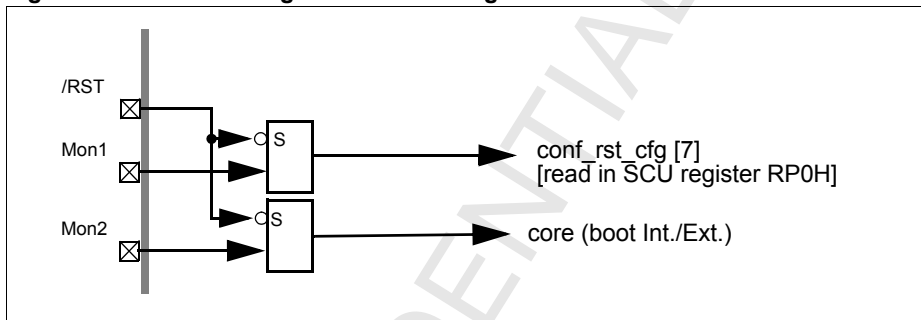 /RST
S
Mon1
conf_rst_cfg [7]
[read in SCU register RP0H]
S
Mon2
core (boot Int./Ext.)